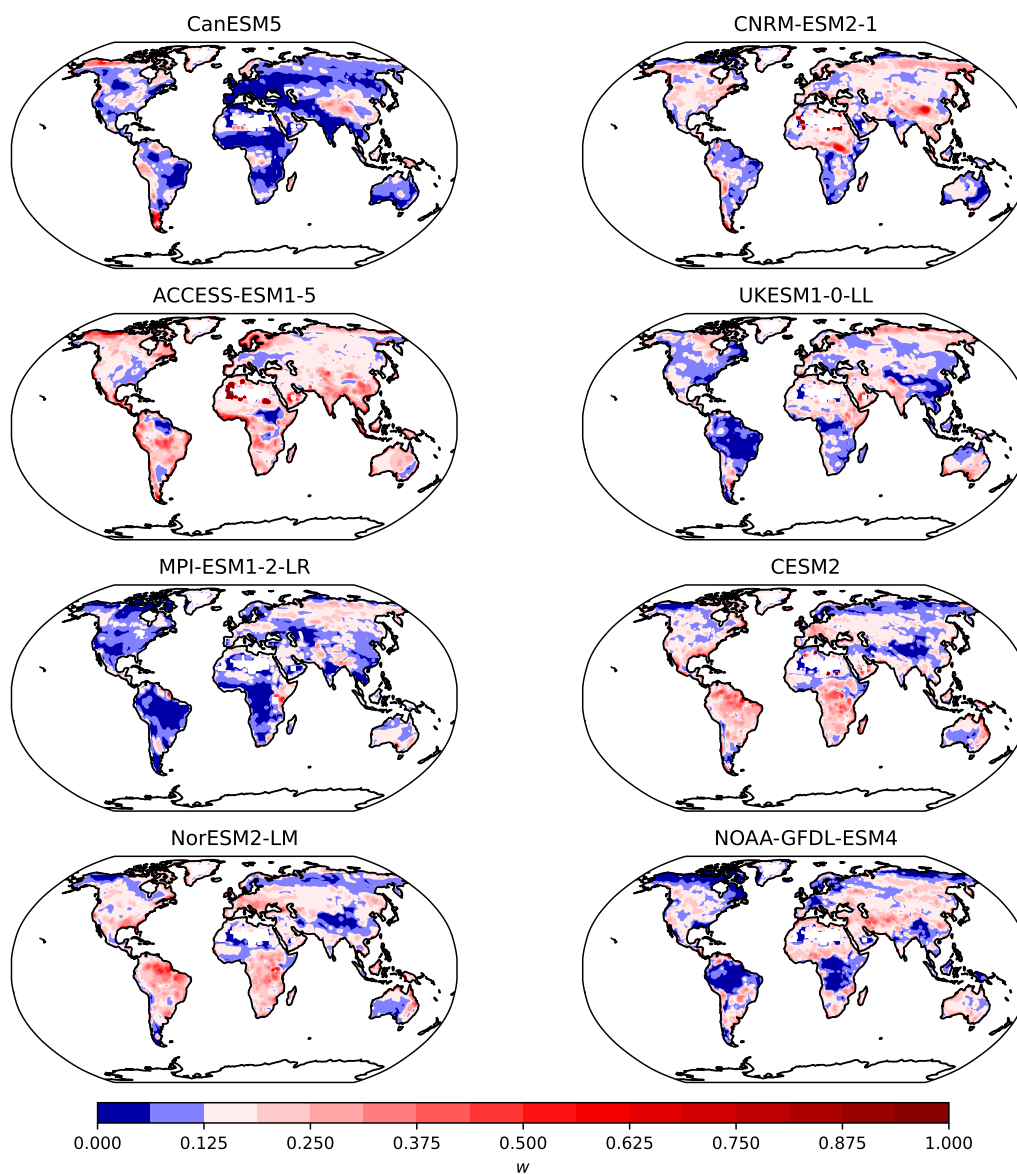 CanESM5
CNRM-ESM2-1
ACCESS-ESM1-5
UKESM1-0-LL
MPI-ESM1-2-LR
CESM2
NorESM2-LM
NOAA-GFDL-ESM4
0.000 0.125 0.250 0.375 0.500 0.625 0.750 0.875 1.000
w